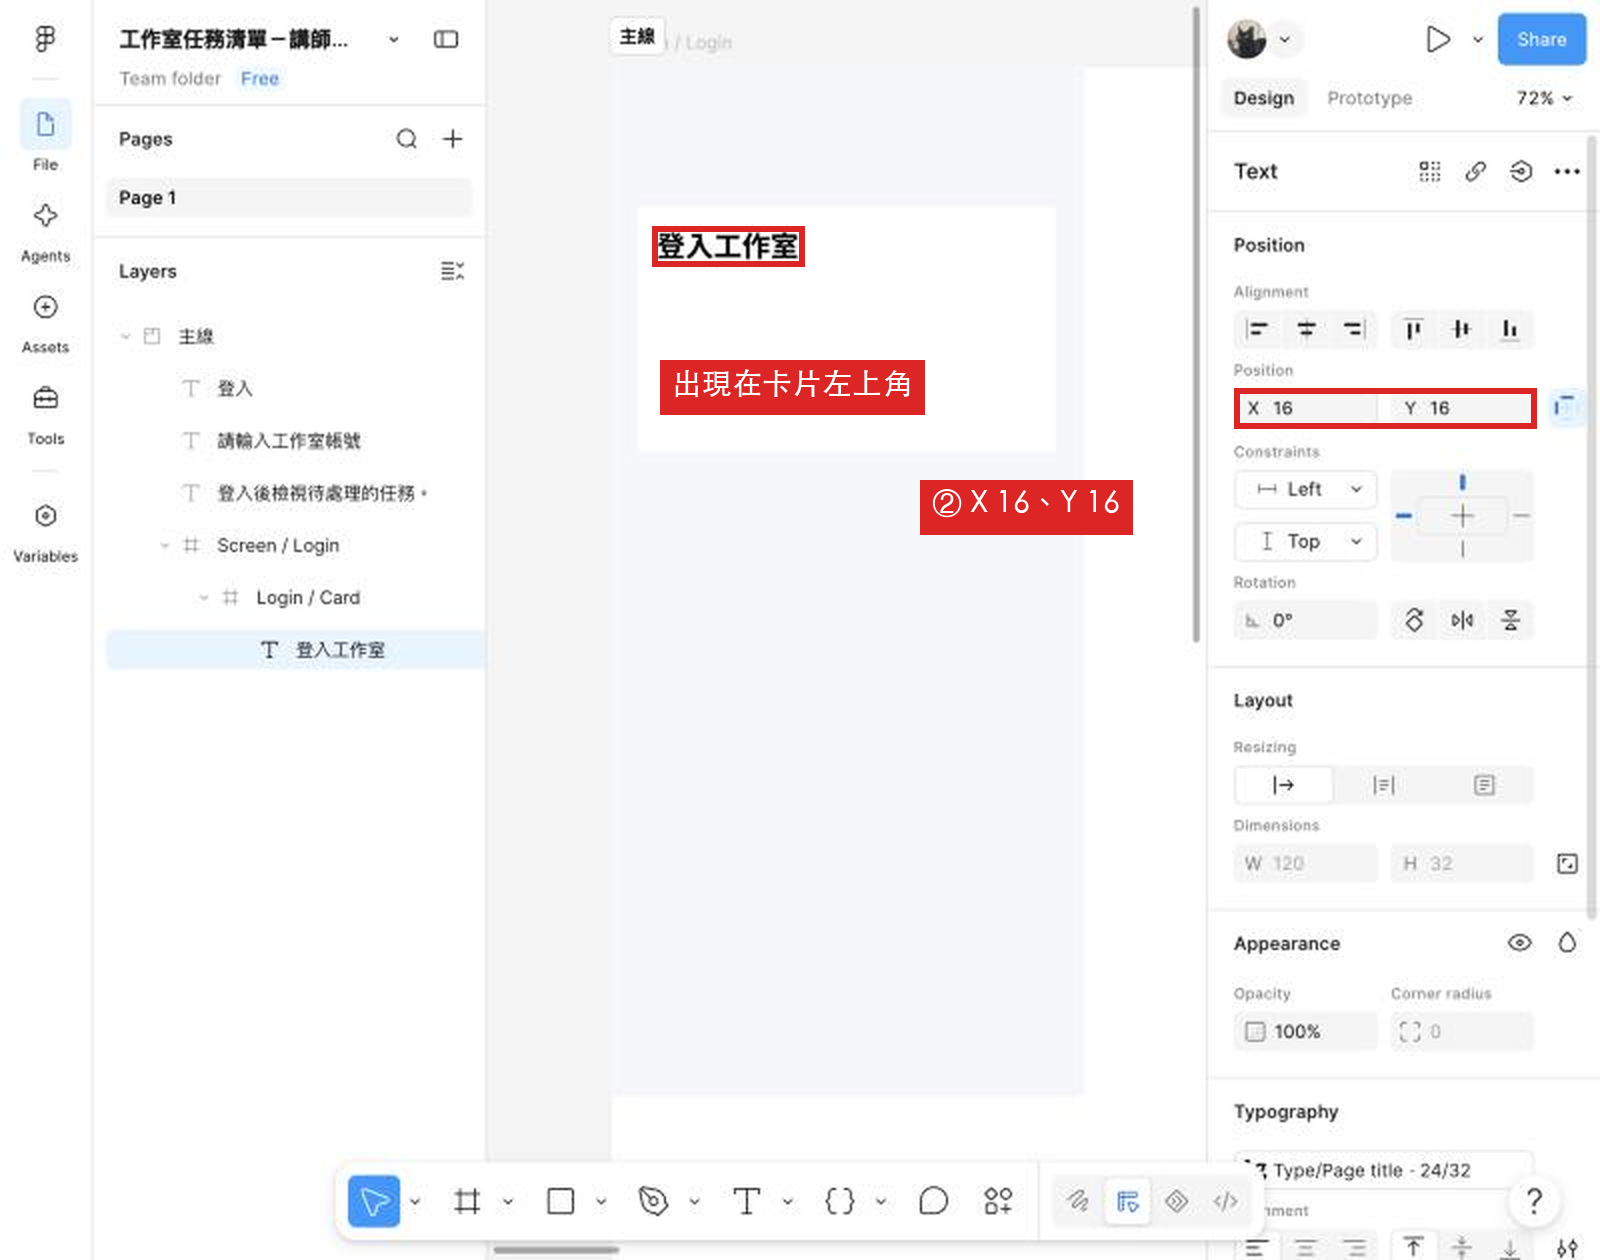 工作室任務清單－講師...
Team folder
Free
File
Agents
Assets
Tools
Variables
Pages
Page 1
Layers
主線
登入
請輸入工作室帳號
登入後檢視待處理的任務。
Screen / Login
Login / Card
登入工作室
主線
/ Login
登入工作室
出現在卡片左上角
② X 16、Y 16
Share
Design
Prototype
72%
Text
Position
Alignment
Position
X 16
Y 16
Constraints
Left
Top
Rotation
0°
Layout
Resizing
Dimensions
W 120
H 32
Appearance
Opacity
Corner radius
100%
0
Typography
Type/Page title · 24/32
nment
?